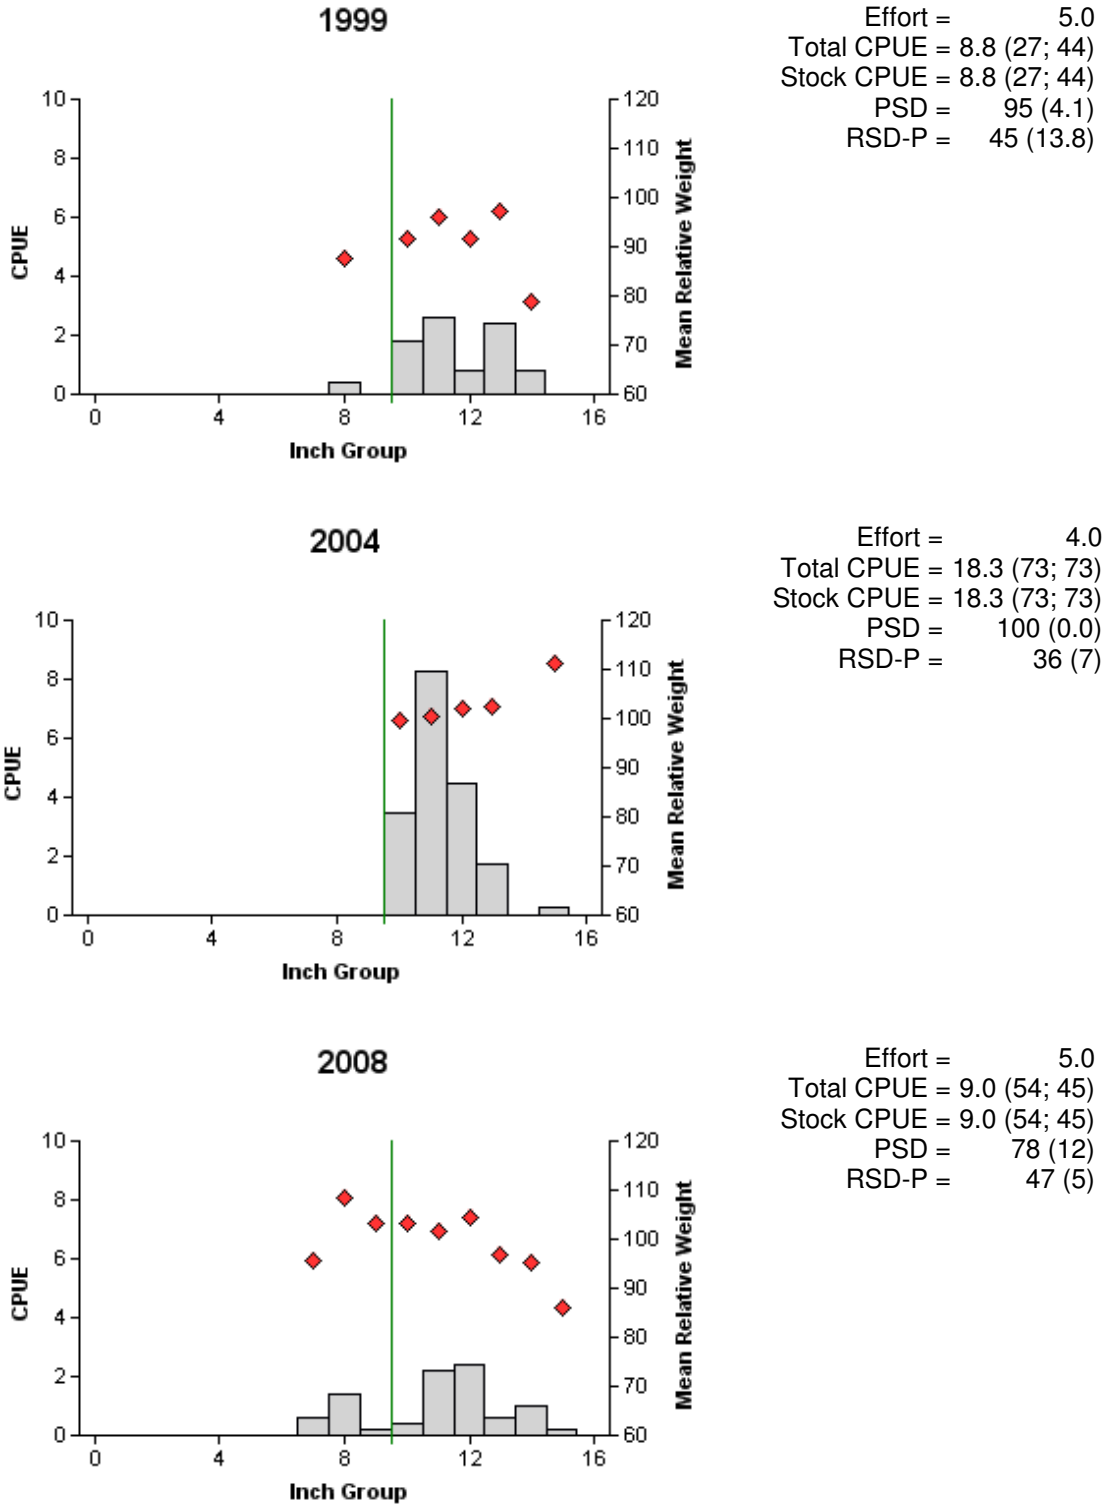 1999
Effort = 5.0
Total CPUE = 8.8 (27; 44)
Stock CPUE = 8.8 (27; 44)
PSD = 95 (4.1)
RSD-P = 45 (13.8)
10 8 6 4 2 0
CPUE
120 110 100 90 80 70 60
Mean Relative Weight
0 4 8 12 16
Inch Group
2004
Effort = 4.0
Total CPUE = 18.3 (73; 73)
Stock CPUE = 18.3 (73; 73)
PSD = 100 (0.0)
RSD-P = 36 (7)
10 8 6 4 2 0
CPUE
120 110 100 90 80 70 60
Mean Relative Weight
0 4 8 12 16
Inch Group
2008
Effort = 5.0
Total CPUE = 9.0 (54; 45)
Stock CPUE = 9.0 (54; 45)
PSD = 78 (12)
RSD-P = 47 (5)
10 8 6 4 2 0
CPUE
120 110 100 90 80 70 60
Mean Relative Weight
0 4 8 12 16
Inch Group